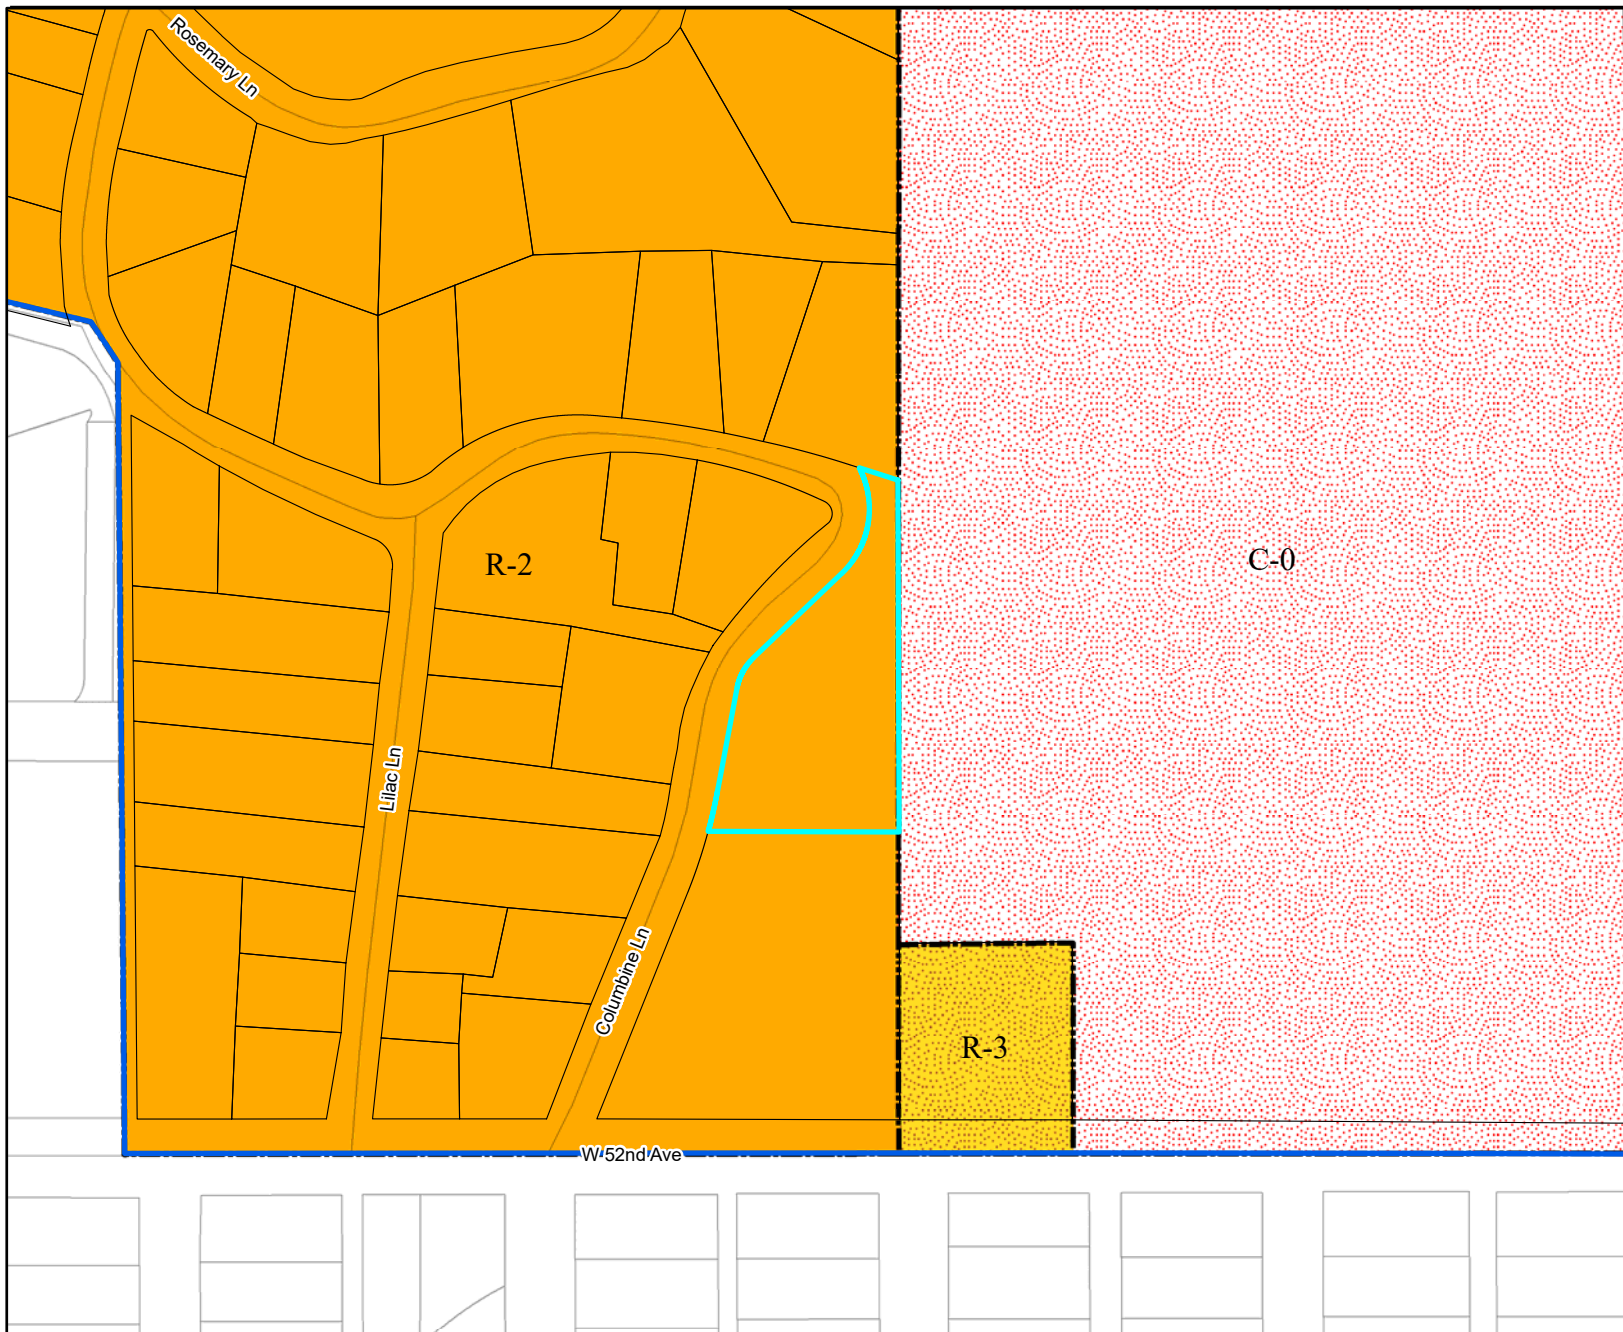 Rosemary Ln
R-2
C-0
Lilac Ln
Columbine Ln
R-3
W 52nd Ave